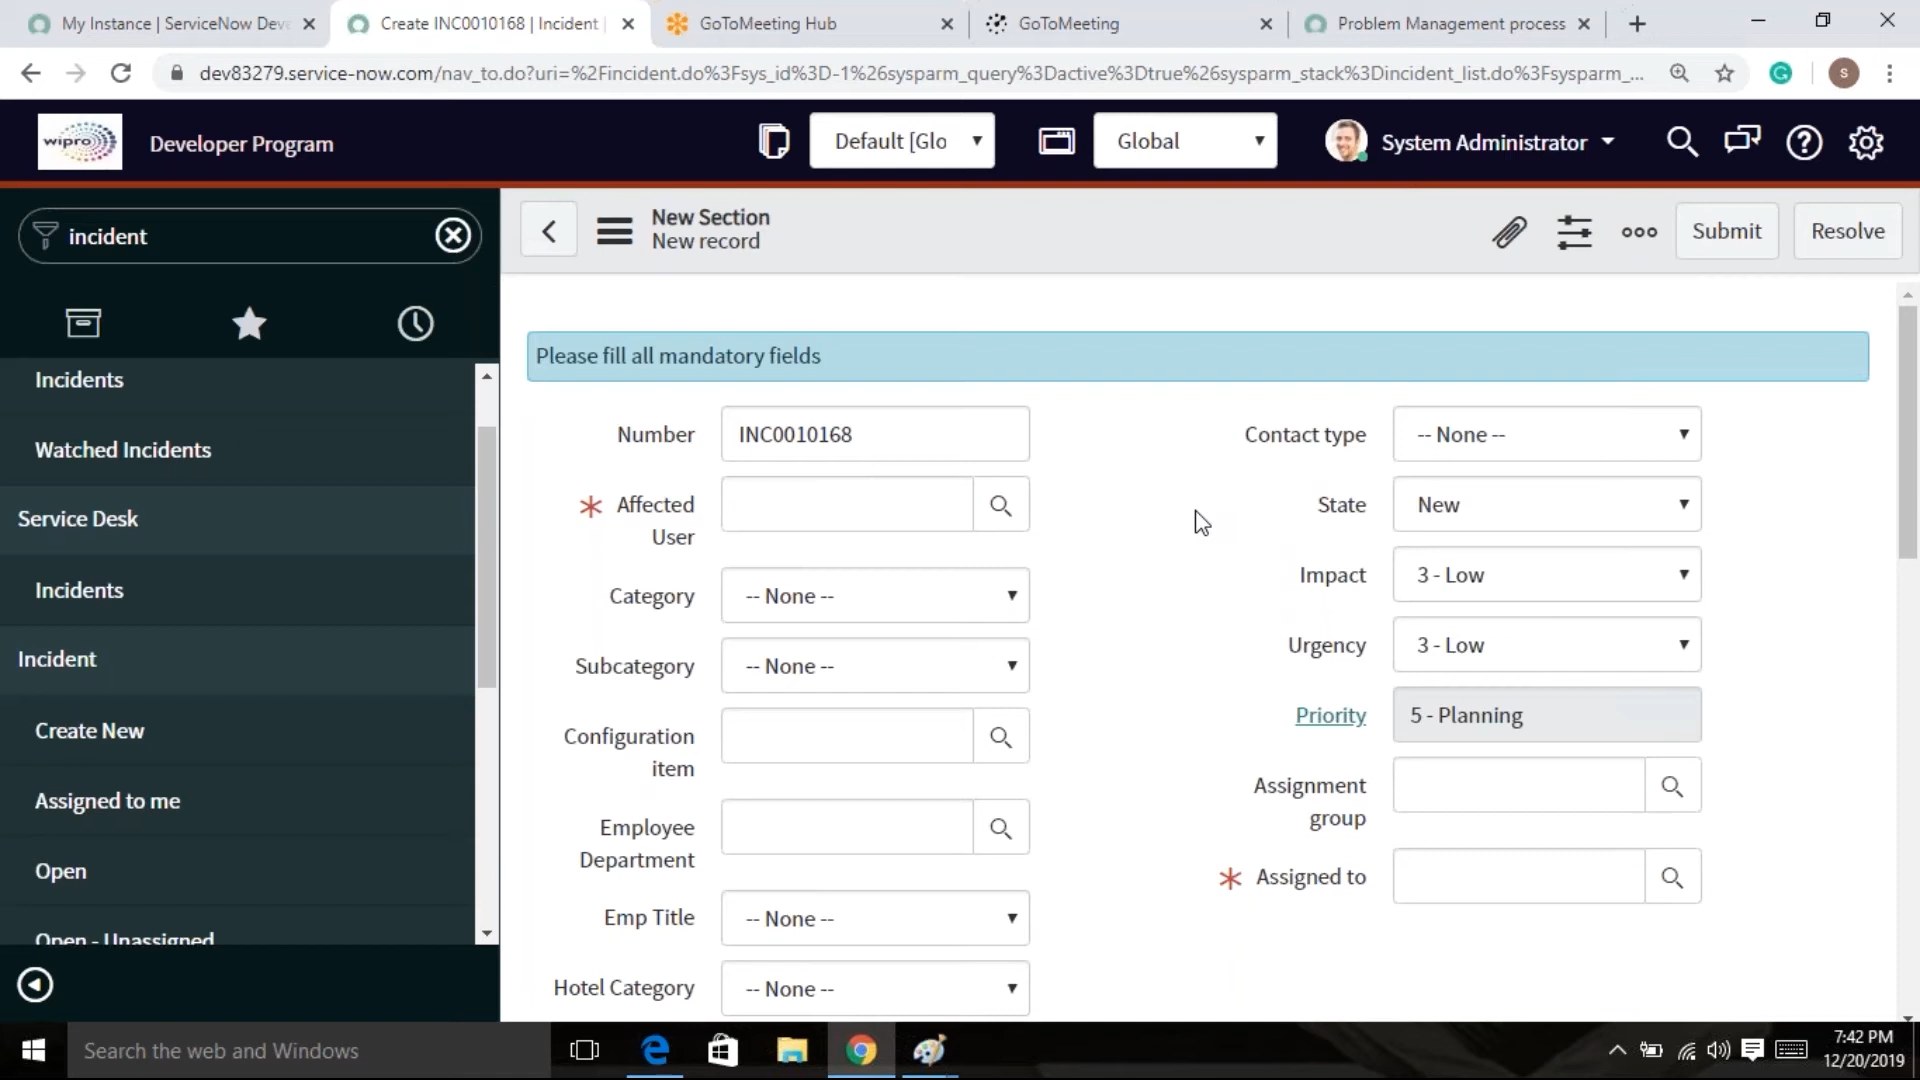 My Instance | ServiceNow Deve
Create INC0010168 | Incident |
GoToMeeting Hub
GoToMeeting
Problem Management process
dev83279.service-now.com/nav_to.do?uri=%2Fincident.do%3Fsys_id%3D-1%26sysparm_query%3Dactive%3Dtrue%26sysparm_stack%3Dincident_list.do%3Fsysparm_...
s
wipro
Developer Program
Default [Glo
Global
System Administrator
incident
New Section
New record
Submit
Resolve
Incidents
Watched Incidents
Service Desk
Incidents
Incident
Create New
Assigned to me
Open
Open - Unassigned
Please fill all mandatory fields
Number
INC0010168
* Affected
User
Category
-- None --
Subcategory
-- None --
Configuration
item
Employee
Department
Emp Title
-- None --
Hotel Category
-- None --
Contact type
-- None --
State
New
Impact
3 - Low
Urgency
3 - Low
Priority
5 - Planning
Assignment
group
* Assigned to
Search the web and Windows
7:42 PM
12/20/2019